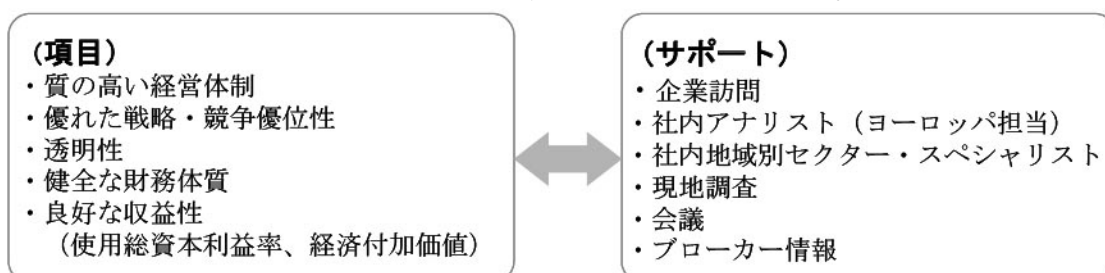 (項目)
・質の高い経営体制
・優れた戦略・競争優位性
・透明性
・健全な財務体質
・良好な収益性
(使用総資本利益率、経済付加価値)
(サポート)
・企業訪問
・社内アナリスト(ヨーロッパ担当)
・社内地域別セクター・スペシャリスト
・現地調査
・会議
・ブローカー情報